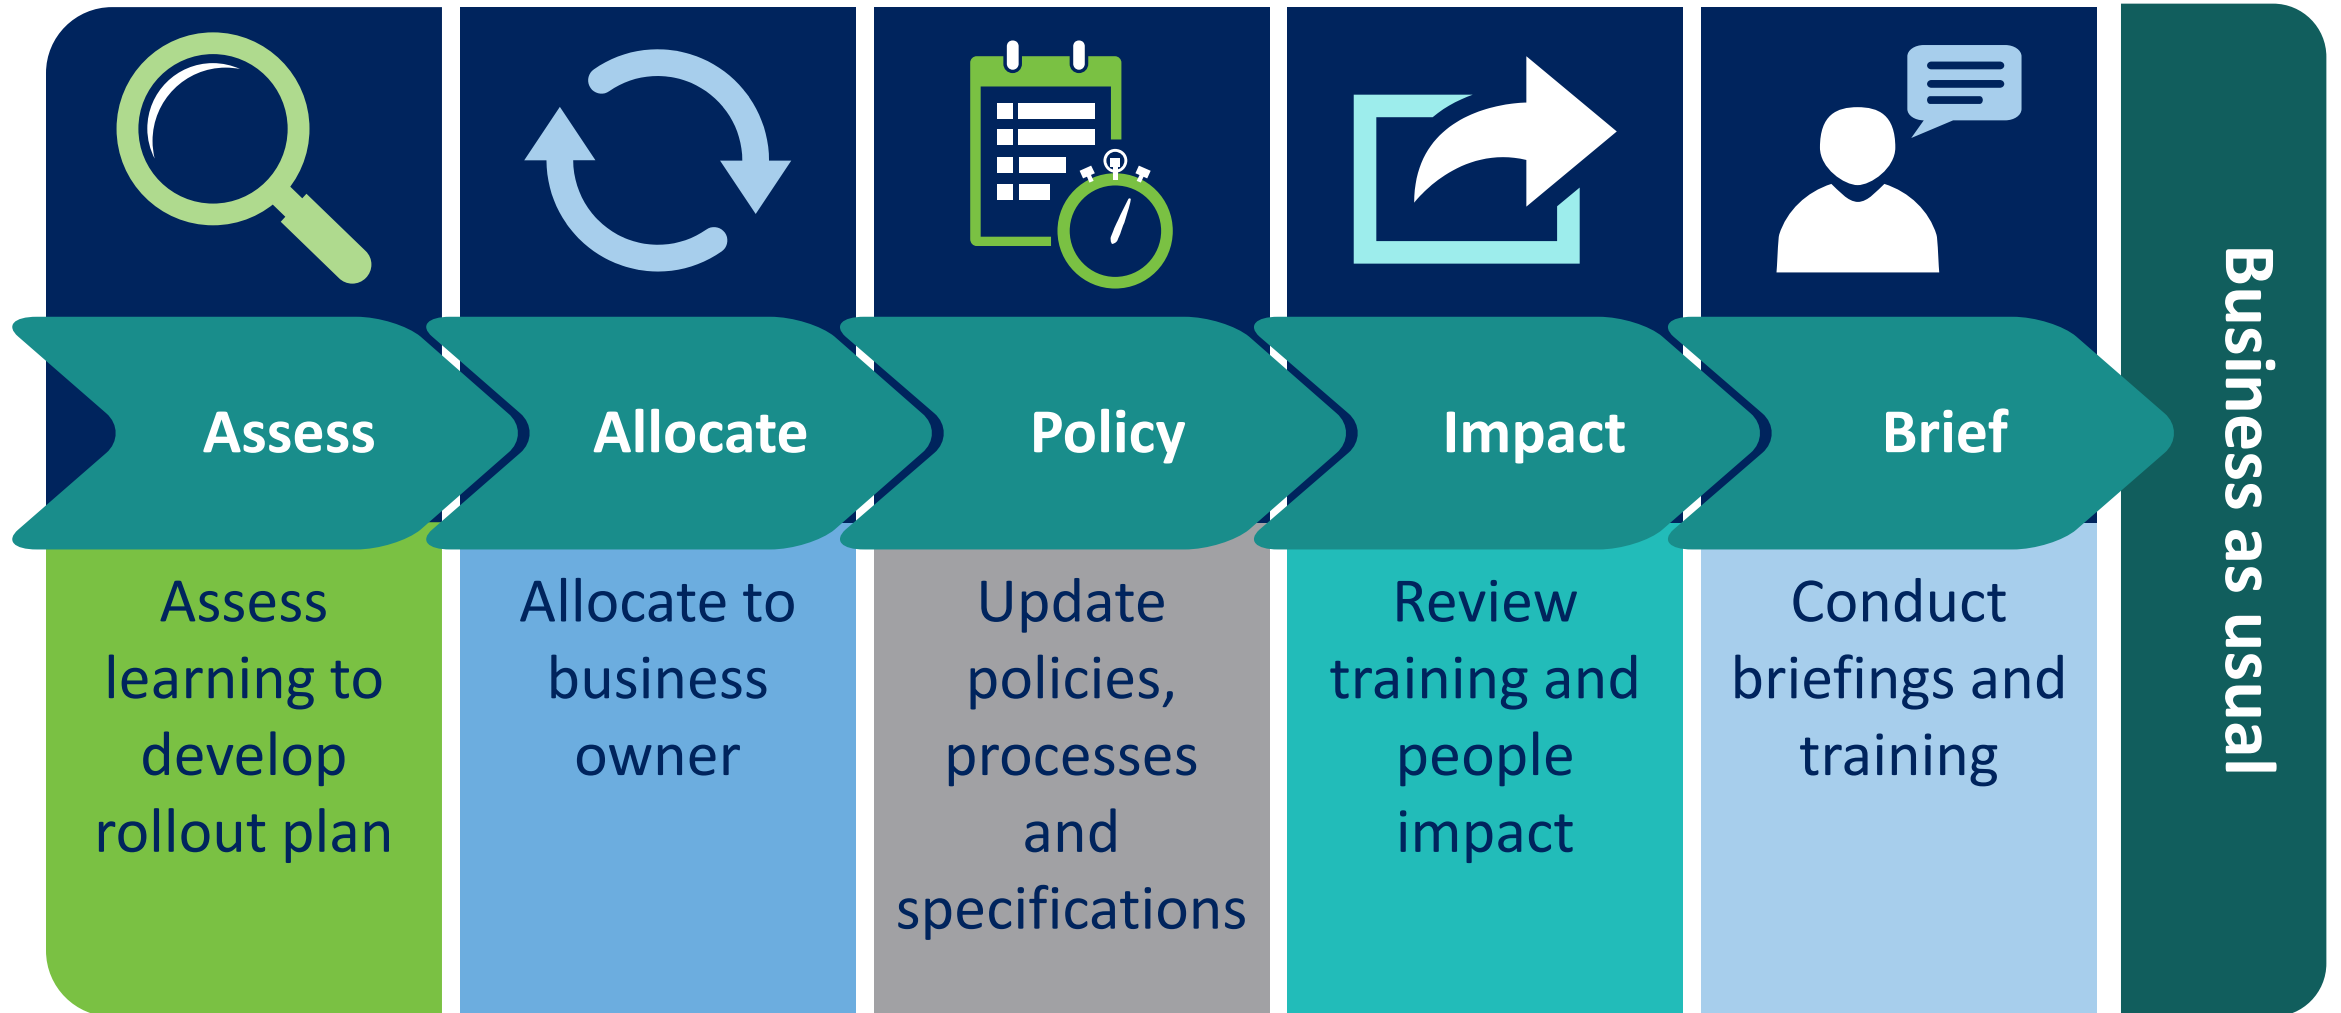 Assess
Allocate
Policy
Impact
Brief
Assess
learning to
develop
rollout plan
Allocate to
business
owner
Update
policies,
processes
and
specifications
Review
training and
people
impact
Conduct
briefings and
training
Business as usual